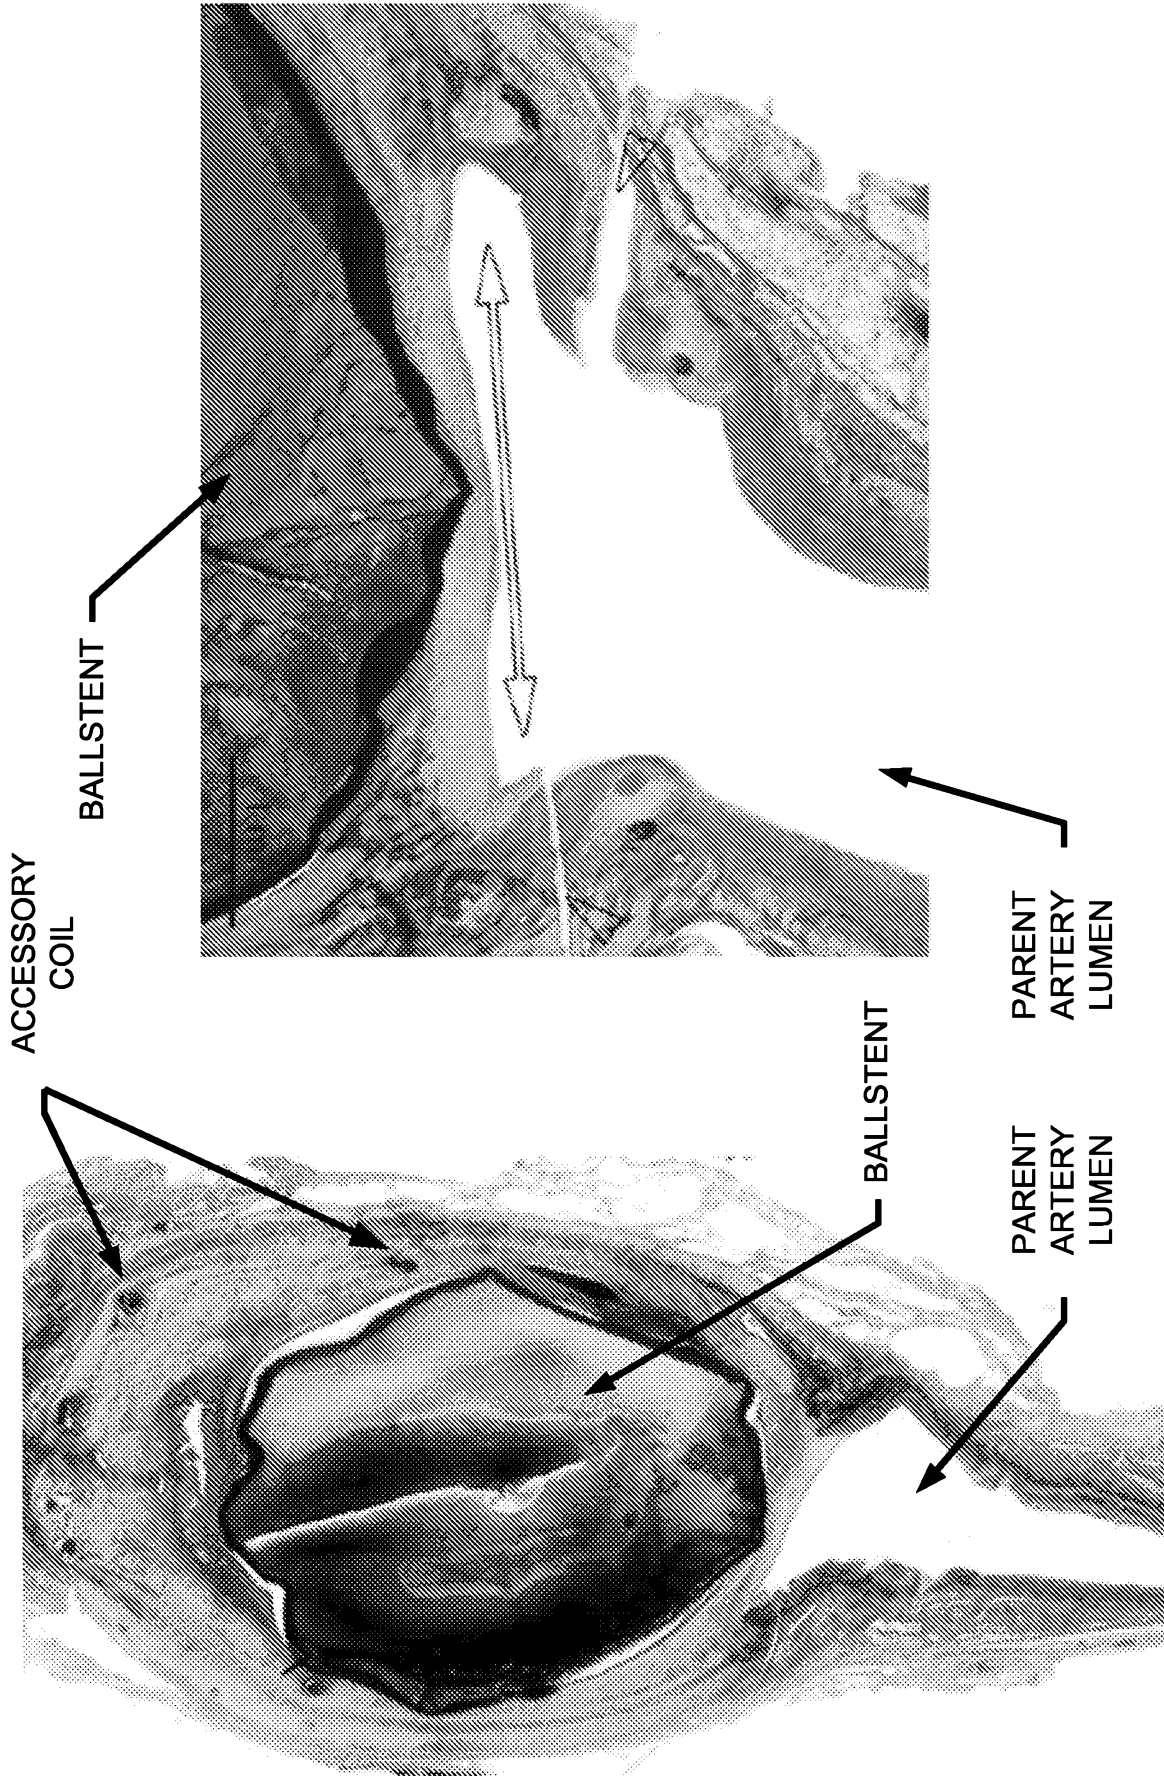 ACCESSORY
COIL
BALLSTENT
PARENT
ARTERY
LUMEN
BALLSTENT
PARENT
ARTERY
LUMEN